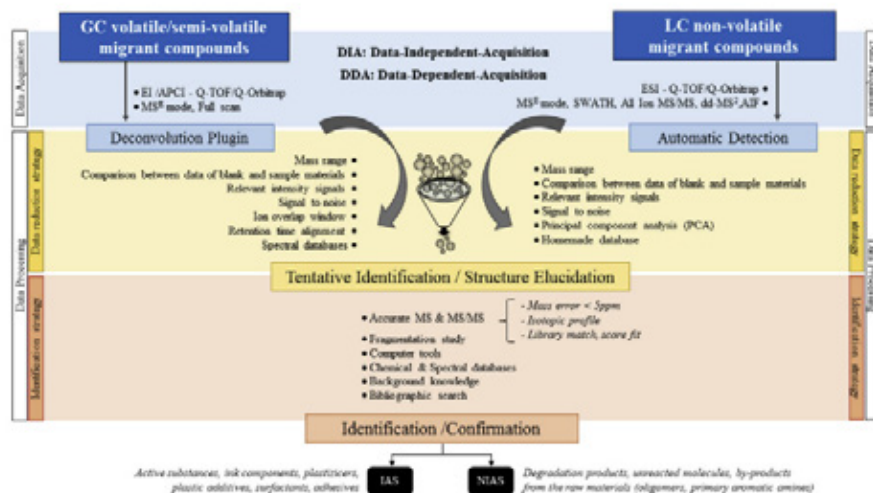 GC volatile/semi-volatile
migrant compounds
LC non-volatile
migrant compounds
DIA: Data-Independent-Acquisition
DDA: Data-Dependent-Acquisition
Data Acquisition
Data Acquisition
• EI /APCI - Q-TOF/Q-Orbitrap
• MSᴱ mode, Full scan
ESI - Q-TOF/Q-Orbitrap •
MSᴱ mode, SWATH, All Ion MS/MS, dd-MS²,AIF •
Deconvolution Plugin
Automatic Detection
Mass range •
Comparison between data of blank and sample materials •
Relevant intensity signals •
Signal to noise •
Ion overlap window •
Retention time alignment •
Spectral databases •
• Mass range
• Comparison between data of blank and sample materials
• Relevant intensity signals
• Signal to noise
• Principal component analysis (PCA)
• Homemade database
Data Processing
Data reduction strategy
Data reduction strategy
Data Processing
Tentative Identification / Structure Elucidation
• Accurate MS & MS/MS
- Mass error < 5ppm
- Isotopic profile
- Library match, score fit
• Fragmentation study
• Computer tools
• Chemical & Spectral databases
• Background knowledge
• Bibliographic search
Identification strategy
Identification strategy
Identification /Confirmation
Active substances, ink components, plastizicers,
plastic additives, surfactants, adhesives
IAS
NIAS
Degradation products, unreacted molecules, by-products
from the raw materials (oligomers, primary aromatic amines)